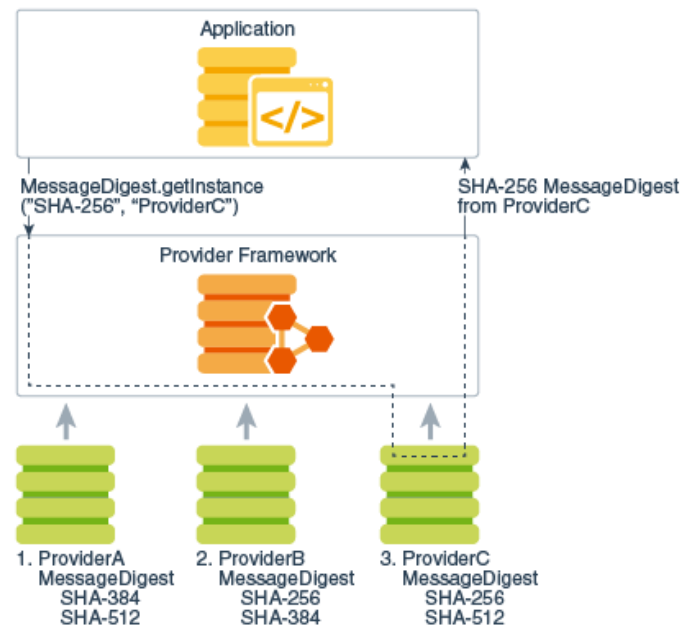 Application
</>
MessageDigest.getInstance
("SHA-256", “ProviderC”)
SHA-256 MessageDigest
from ProviderC
Provider Framework
1. ProviderA
MessageDigest
SHA-384
SHA-512
2. ProviderB
MessageDigest
SHA-256
SHA-384
3. ProviderC
MessageDigest
SHA-256
SHA-512